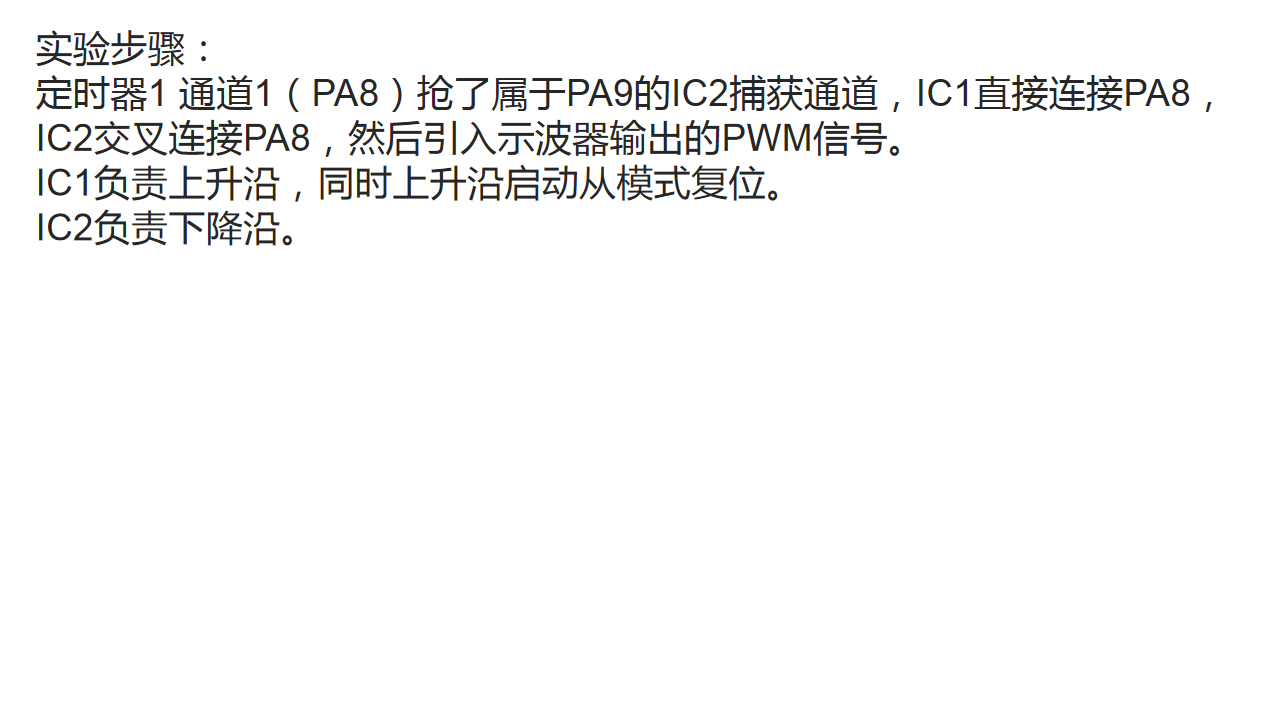 实验步骤：
定时器1 通道1（PA8）抢了属于PA9的IC2捕获通道，IC1直接连接PA8，
IC2交叉连接PA8，然后引入示波器输出的PWM信号。
IC1负责上升沿，同时上升沿启动从模式复位。
IC2负责下降沿。